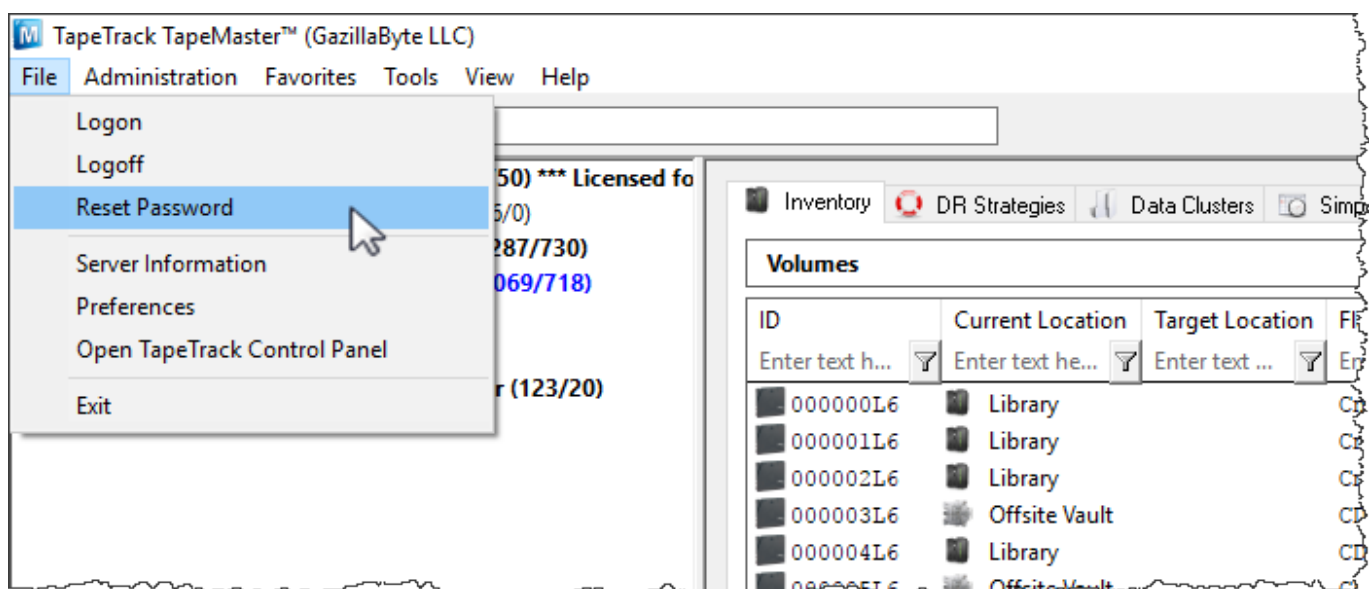 TapeTrack TapeMaster™ (GazillaByte LLC)
File Administration Favorites Tools View Help
Logon
Logoff
Reset Password
Server Information
Preferences
Open TapeTrack Control Panel
Exit
50) *** Licensed fo
5/0)
287/730)
069/718)
r (123/20)
Inventory DR Strategies Data Clusters
Volumes
ID Current Location Target Location
Enter text h... Enter text he... Enter text ...
000000L6 Library
000001L6 Library
000002L6 Library
000003L6 Offsite Vault
000004L6 Library
Offsite Vault